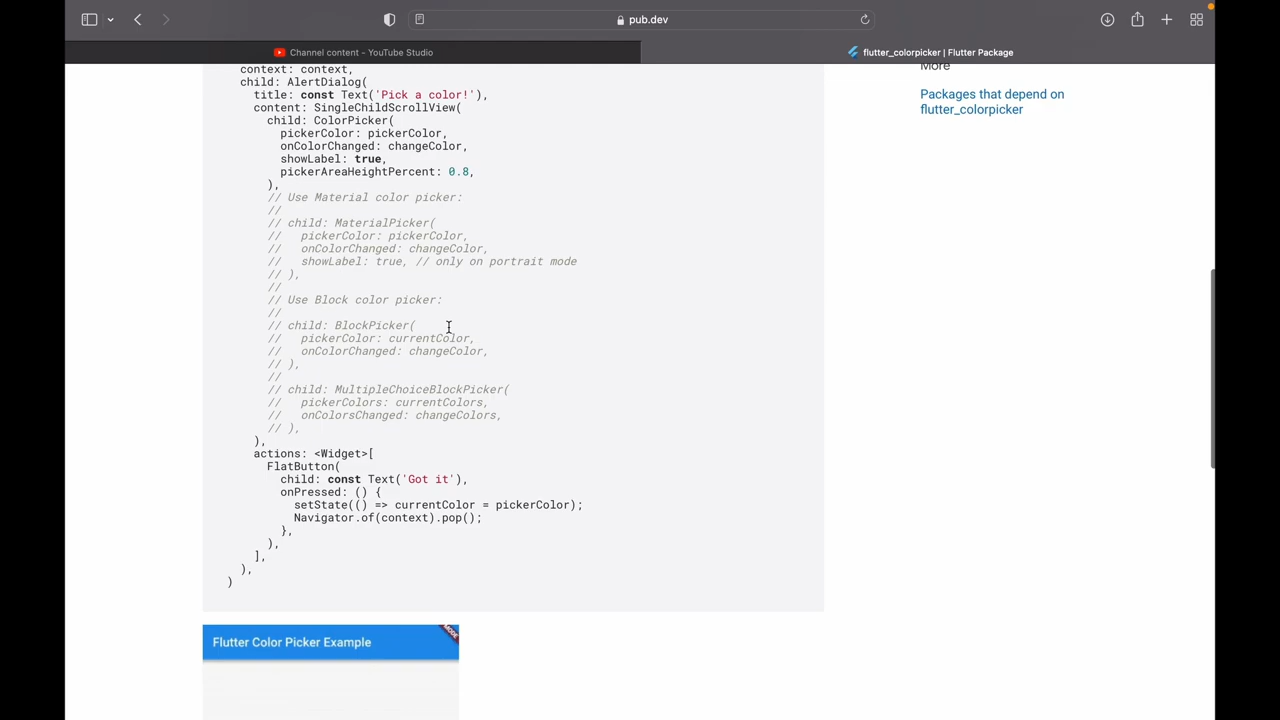 pub.dev
Channel content – YouTube Studio
flutter_colorpicker | Flutter Package
context: context,
child: AlertDialog(
title: const Text('Pick a color!'),
content: SingleChildScrollView(
child: ColorPicker(
pickerColor: pickerColor,
onColorChanged: changeColor,
showLabel: true,
pickerAreaHeightPercent: 0.8,
),
// Use Material color picker:
//
// child: MaterialPicker(
//   pickerColor: pickerColor,
//   onColorChanged: changeColor,
//   showLabel: true, // only on portrait mode
// ),
//
// Use Block color picker:
//
// child: BlockPicker(
//   pickerColor: currentColor,
//   onColorChanged: changeColor,
// ),
//
// child: MultipleChoiceBlockPicker(
//   pickerColors: currentColors,
//   onColorsChanged: changeColors,
// ),
),
actions: <Widget>[
FlatButton(
child: const Text('Got it'),
onPressed: () {
setState(() => currentColor = pickerColor);
Navigator.of(context).pop();
},
),
],
),
)
More
Packages that depend on
flutter_colorpicker
Flutter Color Picker Example